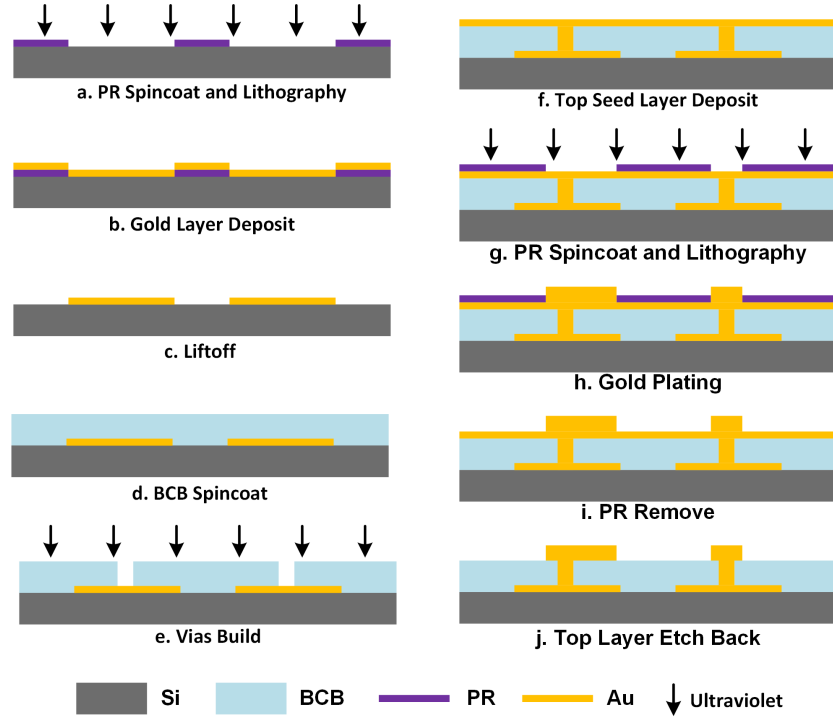 a. PR Spincoat and Lithography
b. Gold Layer Deposit
c. Liftoff
d. BCB Spincoat
e. Vias Build
f. Top Seed Layer Deposit
g. PR Spincoat and Lithography
h. Gold Plating
i. PR Remove
j. Top Layer Etch Back
Si BCB PR Au Ultraviolet